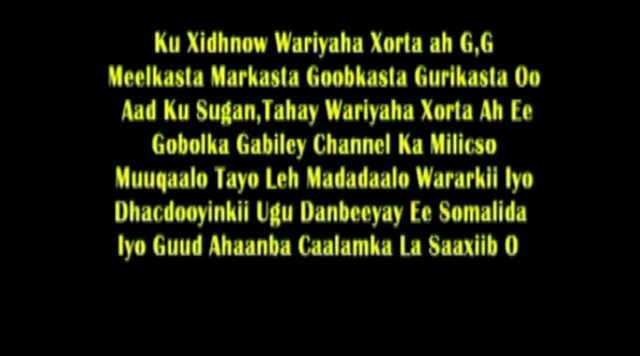 Ku Xidhnow Wariyaha Xorta ah G,G
Meelkasta Markasta Goobkasta Gurikasta Oo
Aad Ku Sugan,Tahay Wariyaha Xorta Ah Ee
Gobolka Gabiley Channel Ka Milicso
Muuqaalo Tayo Leh Madadaalo Wararkii Iyo
Dhacdooyinkii Ugu Danbeeyay Ee Somalida
Iyo Guud Ahaanba Caalamka La Saaxiib O